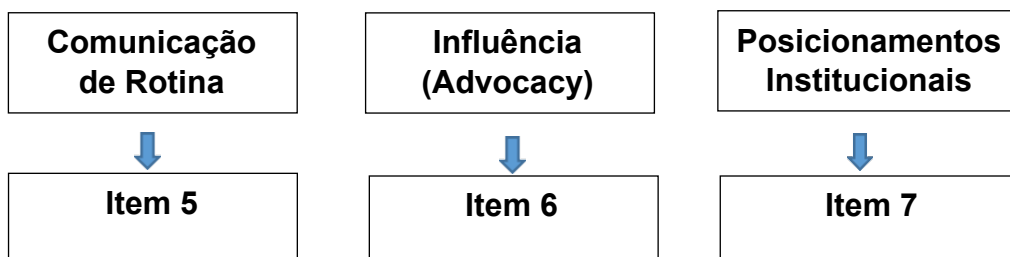 Comunicação
de Rotina
Influência
(Advocacy)
Posicionamentos
Institucionais
Item 5
Item 6
Item 7